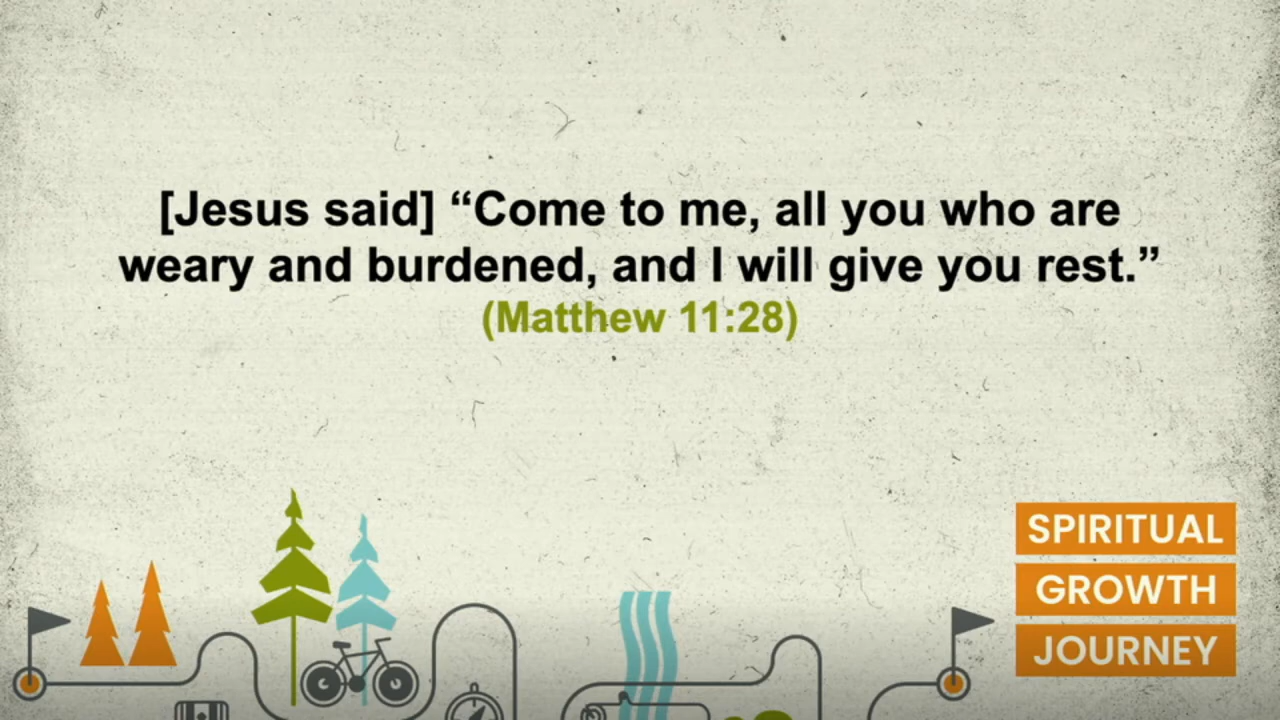 [Jesus said] “Come to me, all you who are
weary and burdened, and I will give you rest.”
(Matthew 11:28)
SPIRITUAL
GROWTH
JOURNEY